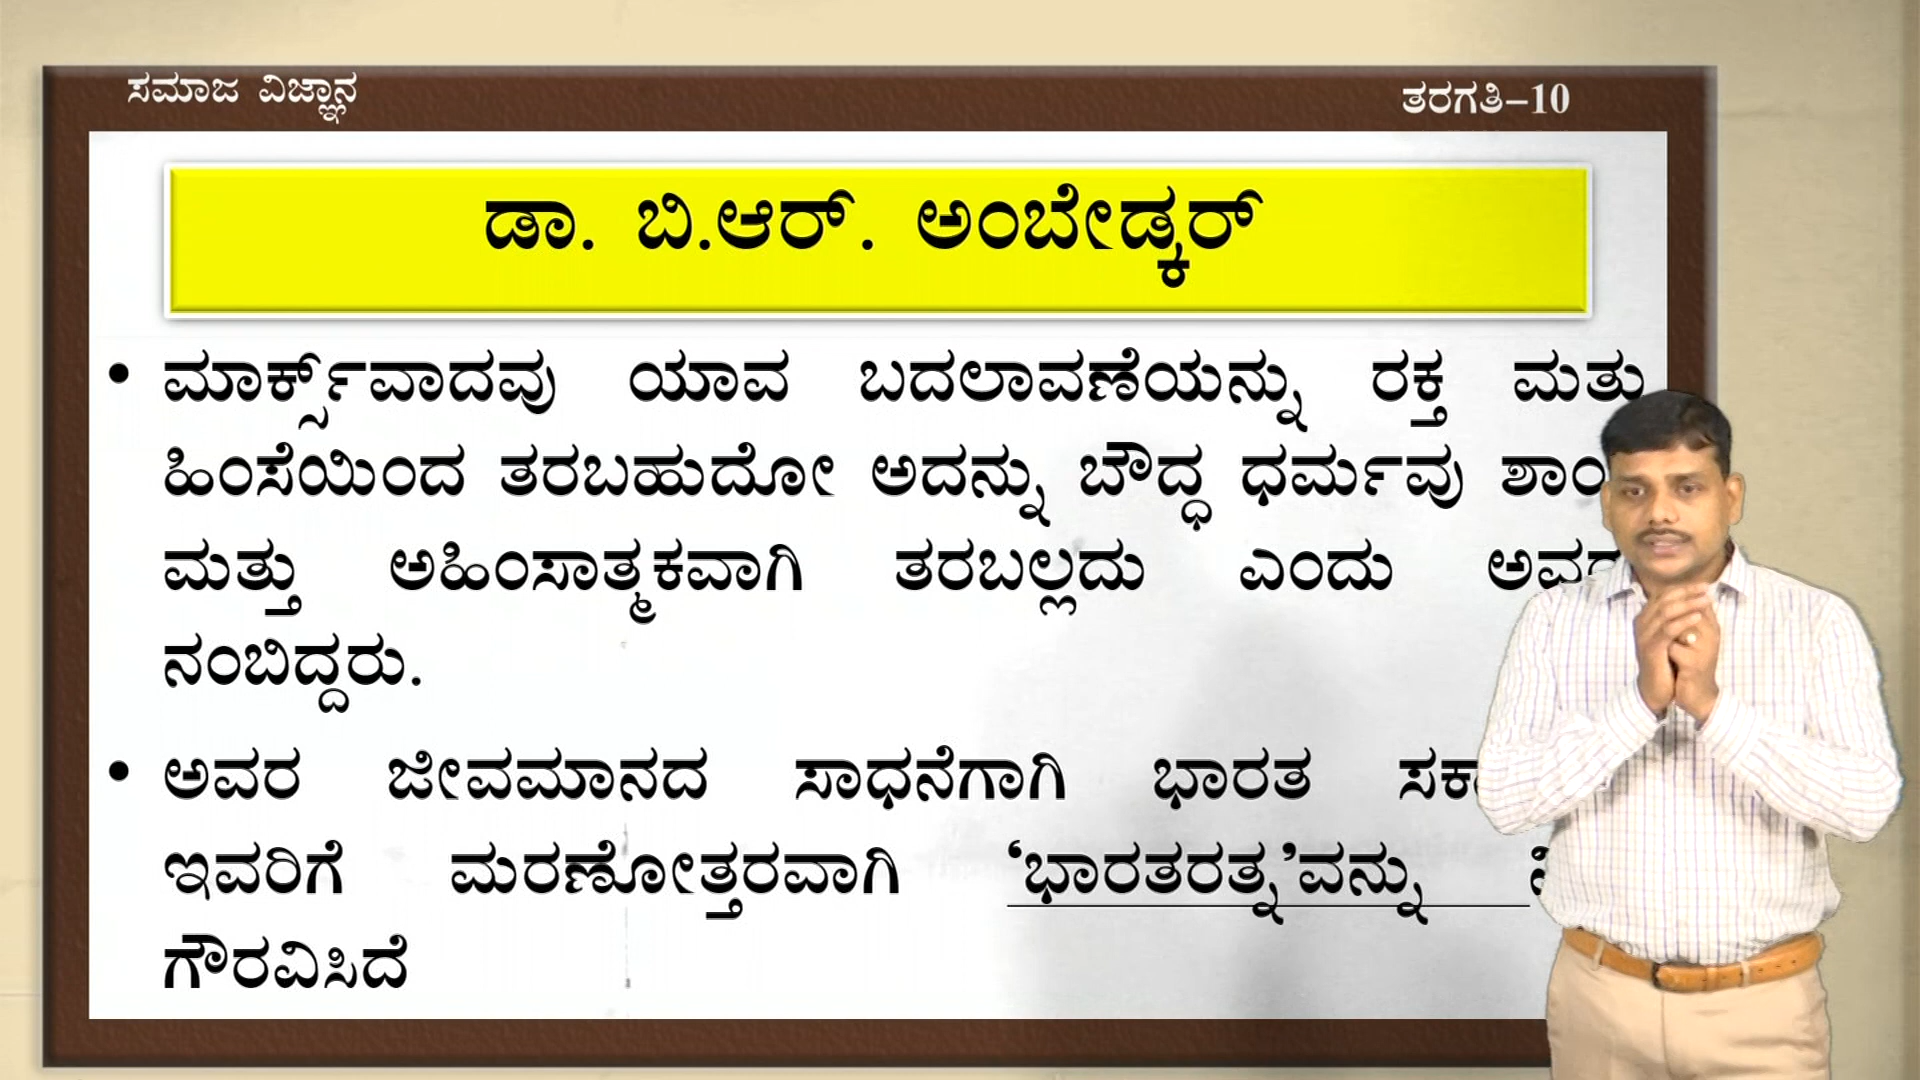 ಸಮಾಜ ವಿಜ್ಞಾನ
ತರಗತಿ-10
ಡಾ. ಬಿ.ಆರ್. ಅಂಬೇಡ್ಕರ್
• ಮಾರ್ಕ್ಸ್‌ವಾದವು ಯಾವ ಬದಲಾವಣೆಯನ್ನು ರಕ್ತ
ಹಿಂಸೆಯಿಂದ ತರಬಹುದೋ ಅದನ್ನು ಬೌದ್ಧ ಧರ್ಮವು
ಮತ್ತು ಅಹಿಂಸಾತ್ಮಕವಾಗಿ ತರಬಲ್ಲದು ಎಂದು
ನಂಬಿದ್ದರು.
• ಅವರ ಜೀವಮಾನದ ಸಾಧನೆಗಾಗಿ ಭಾರತ
ಇವರಿಗೆ ಮರಣೋತ್ತರವಾಗಿ ‘ಭಾರತರತ್ನ’ವನ್ನು
ಗೌರವಿಸಿದೆ